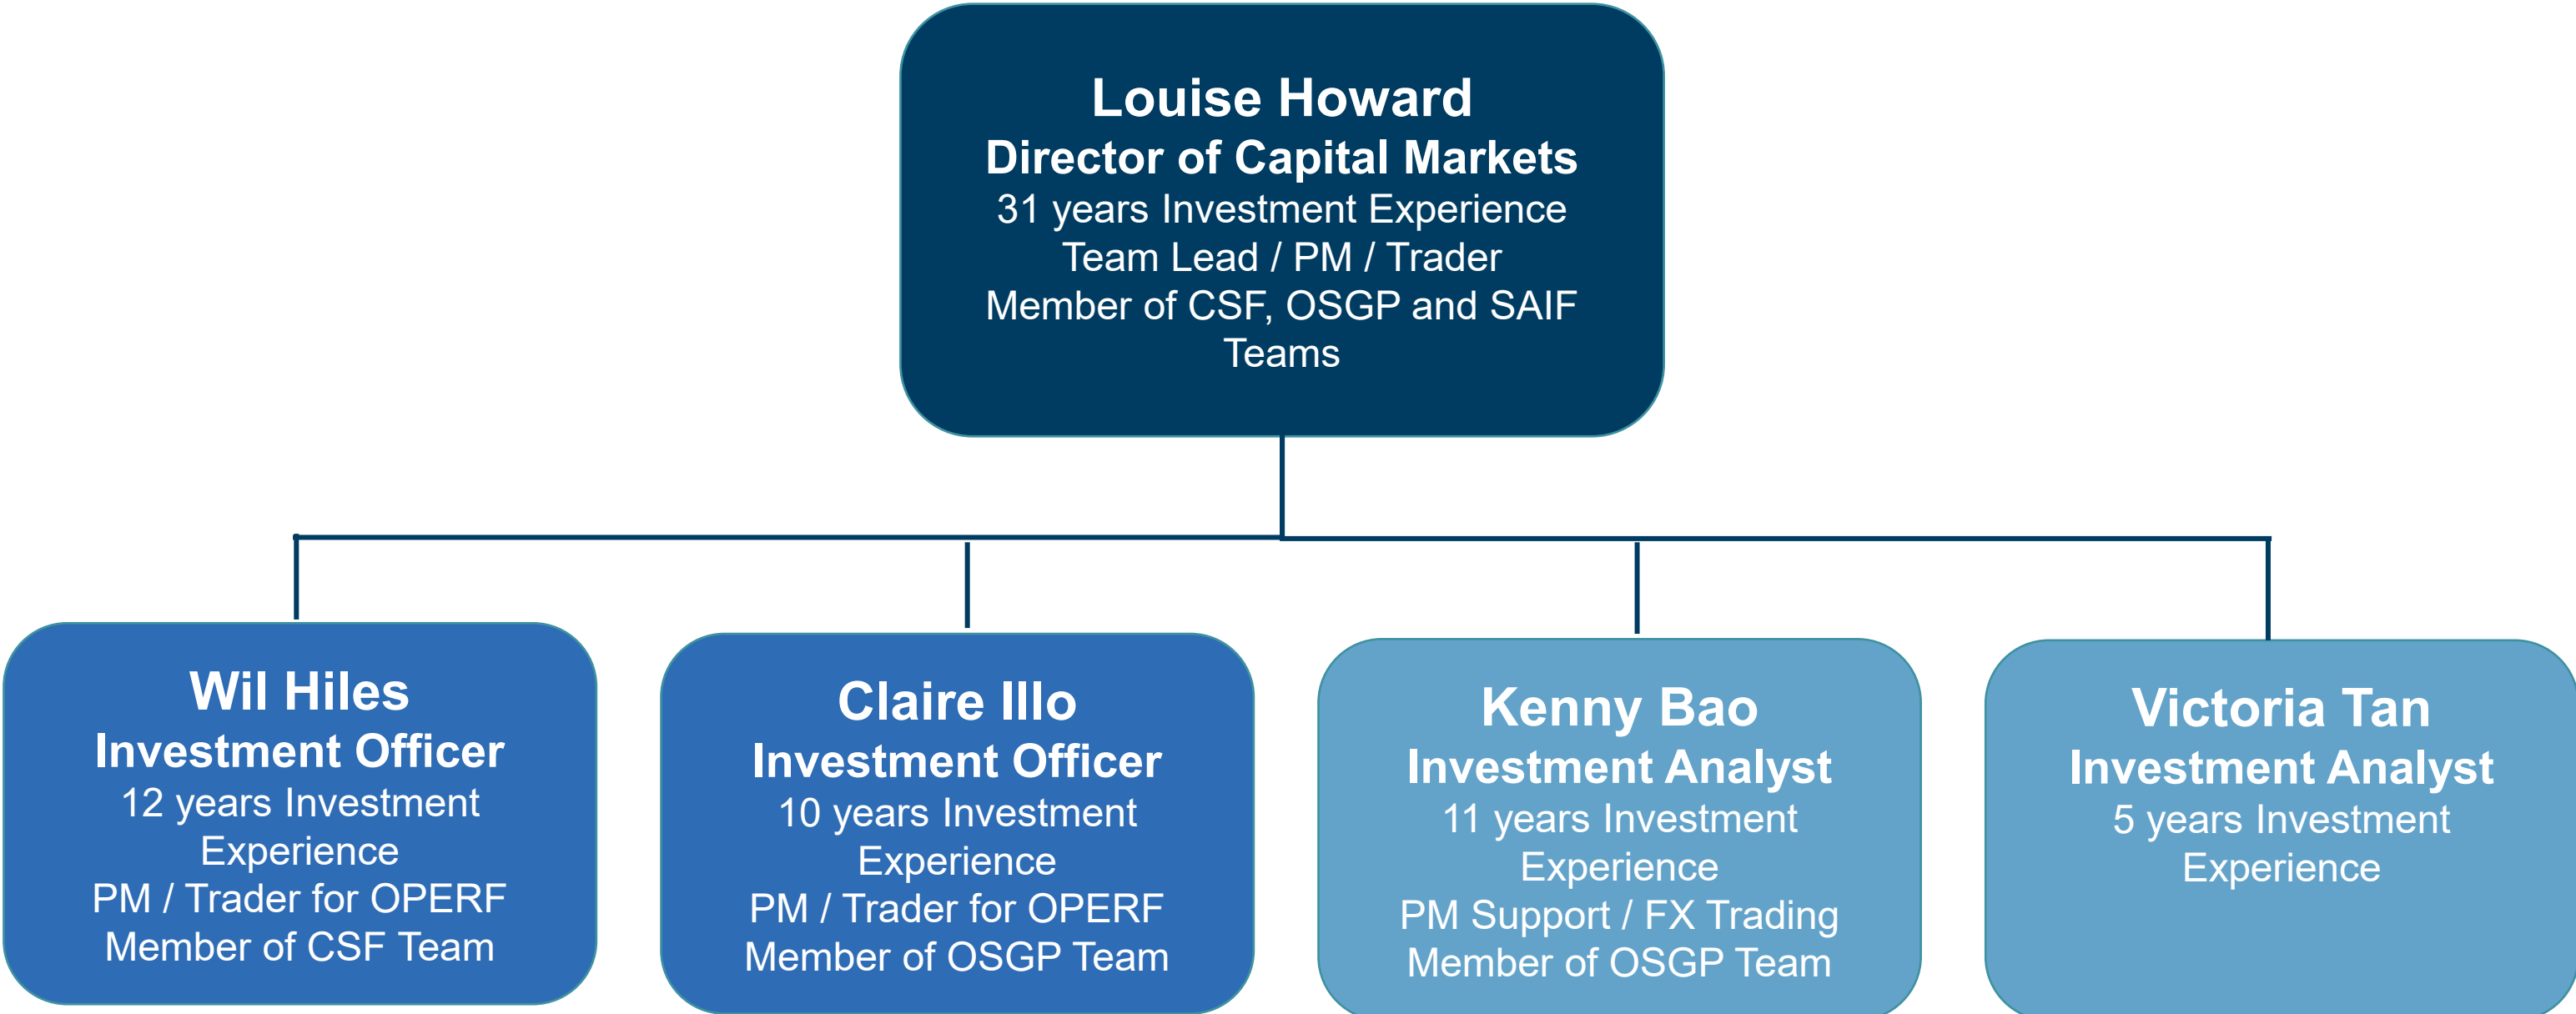 Louise Howard
Director of Capital Markets
31 years Investment Experience
Team Lead / PM / Trader
Member of CSF, OSGP and SAIF
Teams
Wil Hiles
Investment Officer
12 years Investment
Experience
PM / Trader for OPERF
Member of CSF Team
Claire Illo
Investment Officer
10 years Investment
Experience
PM / Trader for OPERF
Member of OSGP Team
Kenny Bao
Investment Analyst
11 years Investment
Experience
PM Support / FX Trading
Member of OSGP Team
Victoria Tan
Investment Analyst
5 years Investment
Experience